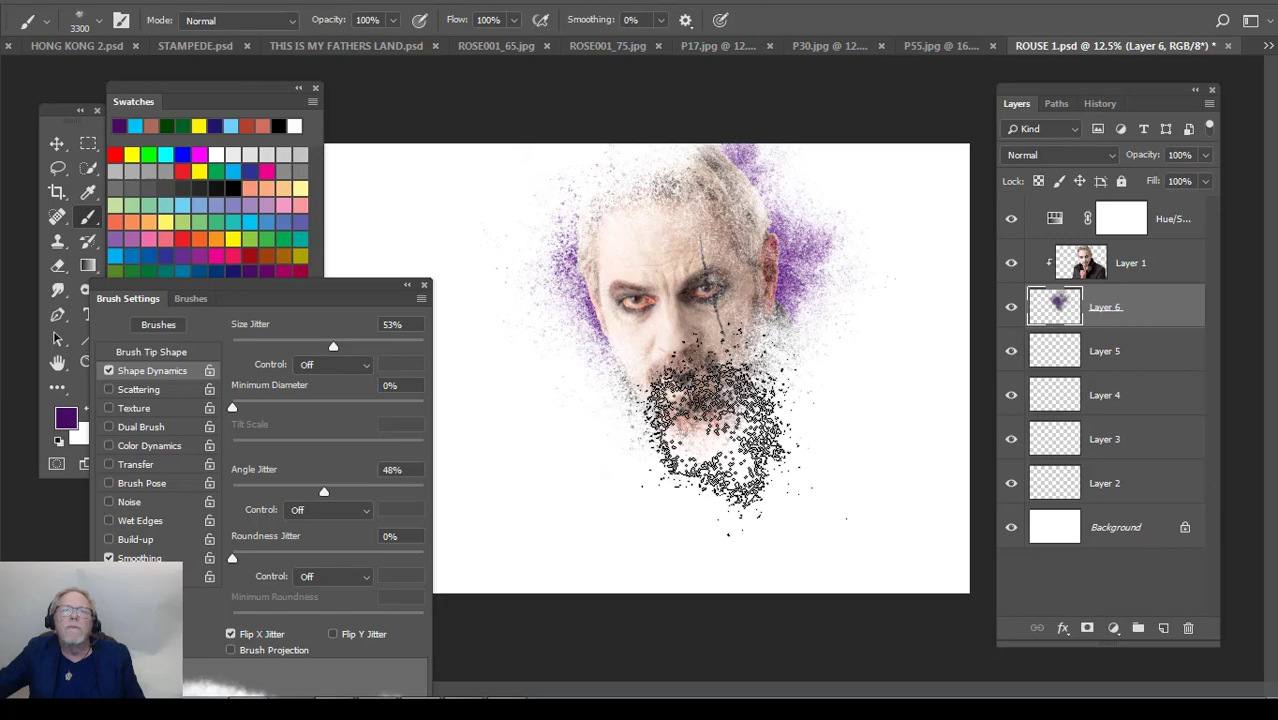 3300 Mode: Normal Opacity: 100% Flow: 100% Smoothing: 0%
HONG KONG 2.psd × STAMPEDE.psd × THIS IS MY FATHERS LAND.psd × ROSE001_65.jpg × ROSE001_75.jpg × P17.jpg @ 12.... × P30.jpg @ 12.... × P55.jpg @ 16.... × ROUSE 1.psd @ 12.5% (Layer 6, RGB/8*) * ×
Swatches
Brush Settings Brushes
Brushes
Brush Tip Shape
Shape Dynamics
Scattering
Texture
Dual Brush
Color Dynamics
Transfer
Brush Pose
Noise
Wet Edges
Build-up
Smoothing
Size Jitter 53%
Control: Off
Minimum Diameter 0%
Tilt Scale
Angle Jitter 48%
Control: Off
Roundness Jitter 0%
Control: Off
Minimum Roundness
Flip X Jitter Flip Y Jitter
Brush Projection
Layers Paths History
Kind
Normal Opacity: 100%
Lock: Fill: 100%
Hue/S...
Layer 1
Layer 6
Layer 5
Layer 4
Layer 3
Layer 2
Background
fx